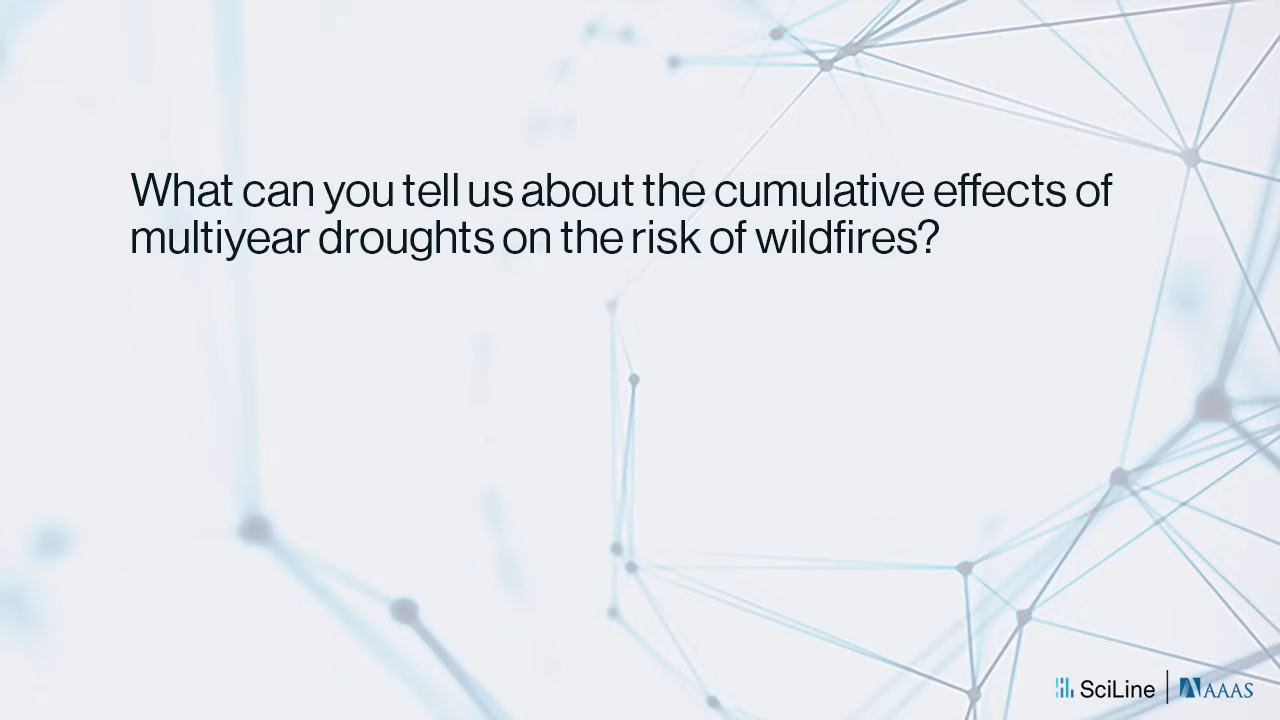 What can you tell us about the cumulative effects of
multiyear droughts on the risk of wildfires?
SciLine | AAAS